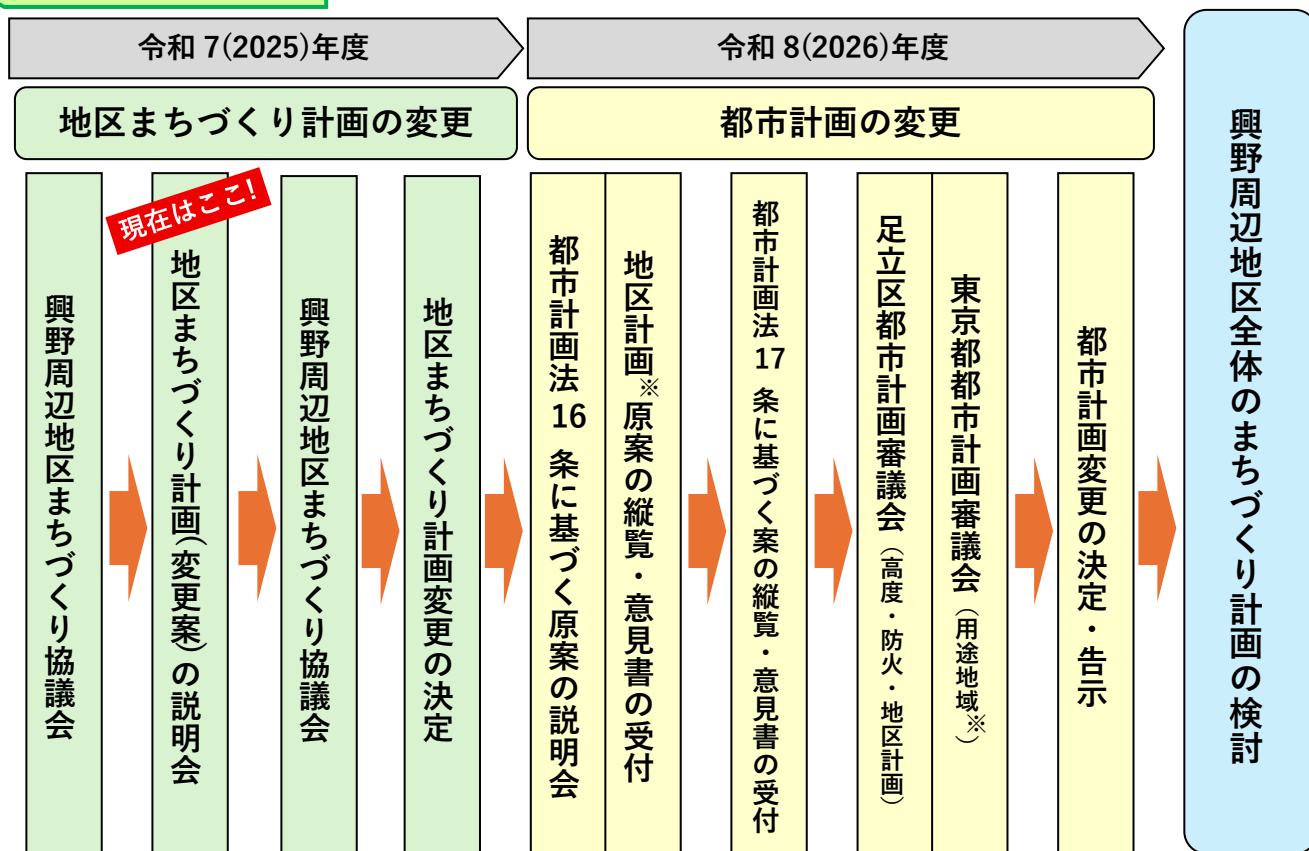 令和 7(2025)年度
令和 8(2026)年度
地区まちづくり計画の変更
都市計画の変更
興野周辺地区まちづくり協議会
現在はここ!
地区まちづくり計画(変更案)の説明会
興野周辺地区まちづくり協議会
地区まちづくり計画変更の決定
都市計画法 16 条に基づく原案の説明会
地区計画※原案の縦覧・意見書の受付
都市計画法 17 条に基づく案の縦覧・意見書の受付
足立区都市計画審議会(高度・防火・地区計画)
東京都都市計画審議会(用途地域※)
都市計画変更の決定・告示
興野周辺地区全体のまちづくり計画の検討